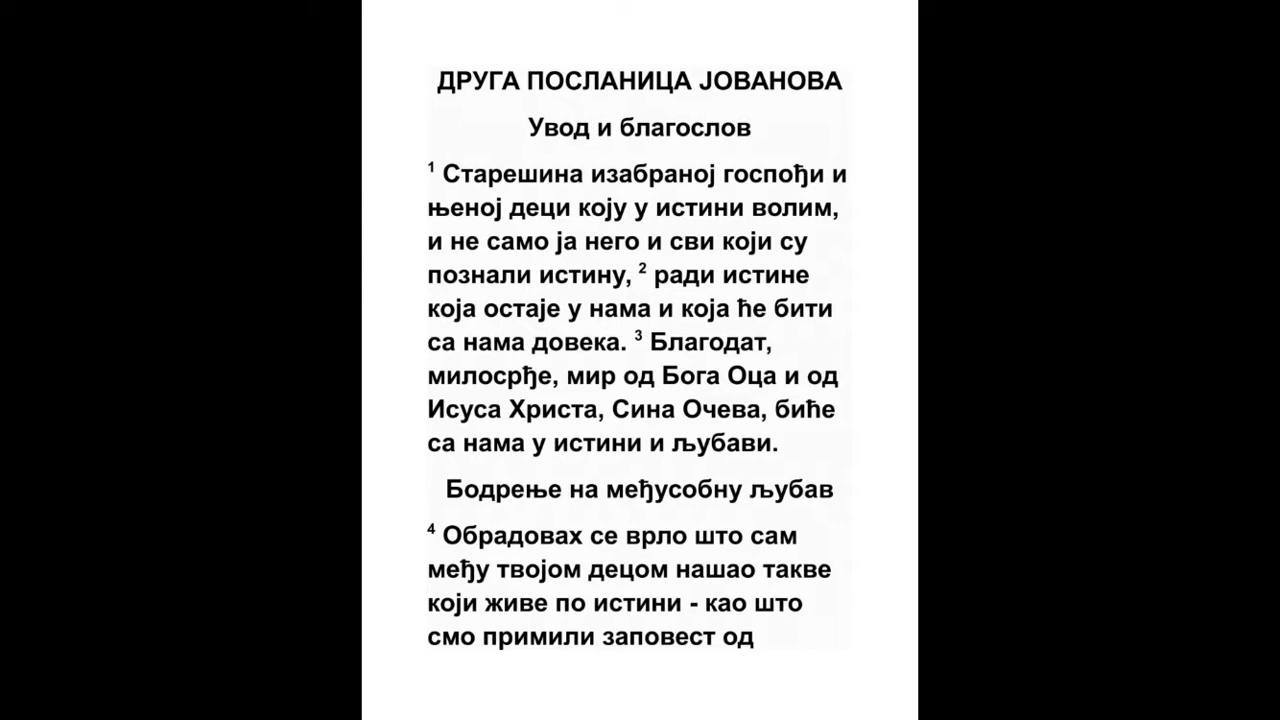 ДРУГА ПОСЛАНИЦА ЈОВАНОВА
Увод и благослов
¹ Старешина изабраној госпођи и
њеној деци коју у истини волим,
и не само ја него и сви који су
познали истину, ² ради истине
која остаје у нама и која ће бити
са нама довека. ³ Благодат,
милосрђе, мир од Бога Оца и од
Исуса Христа, Сина Очева, биће
са нама у истини и љубави.
Бодрење на међусобну љубав
⁴ Обрадовах се врло што сам
међу твојом децом нашао такве
који живе по истини - као што
смо примили заповест од